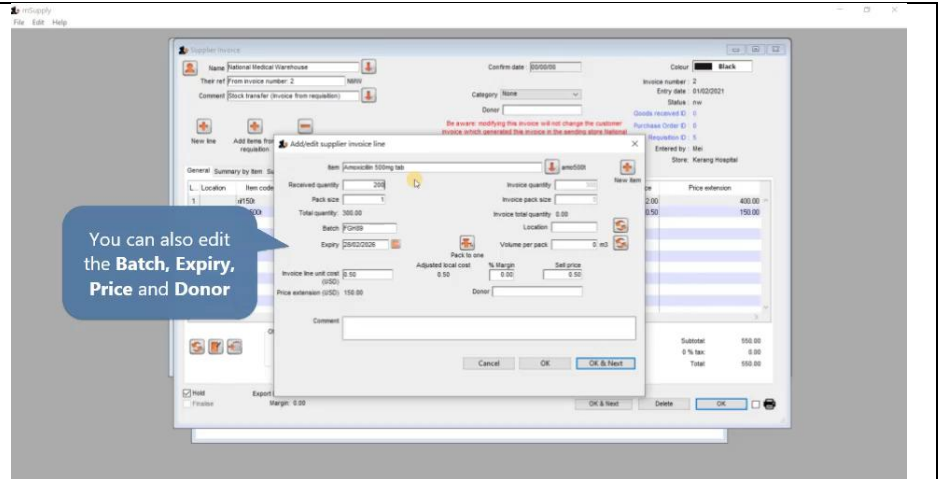 mSupply
File Edit Help
Supplier Invoice
Name National Medical Warehouse
Confirm date 00/00/00
Colour Black
Their ref From invoice number: 2
NMW
Invoice number : 2
Comment Stock transfer (Invoice from requisition)
Category None
Entry date : 01/02/2021
Status : nw
Donor
Goods received ID : 0
Be aware: modifying this invoice will not change the customer
Purchase Order ID : 0
invoice which generated this invoice in the sending store National
Requisition ID : 5
Entered by : Mei
Store: Kerang Hospital
New line
Add items from
requisition
General Summary by Item
L... Location Item code
Price extension
1
2.00 400.00
0.50 150.00
Add/edit supplier invoice line
Item Amoxicillin 500mg tab
amo500t
New item
Received quantity 200
Invoice quantity
Pack size 1
Invoice pack size 1
Total quantity: 300.00
Invoice total quantity 0.00
Batch FGH09
Location
Expiry 28/02/2026
Pack to one
Volume per pack 0 m3
Invoice line unit cost (USD) 0.50
Adjusted local cost 0.50
% Margin 0.00
Sell price 0.50
Price extension (USD) 150.00
Donor
Comment
Cancel OK OK & Next
You can also edit
the Batch, Expiry,
Price and Donor
Subtotal 550.00
0 % tax: 0.00
Total 550.00
Hold
Finalise
Export
Margin: 0.00
OK & Next Delete OK